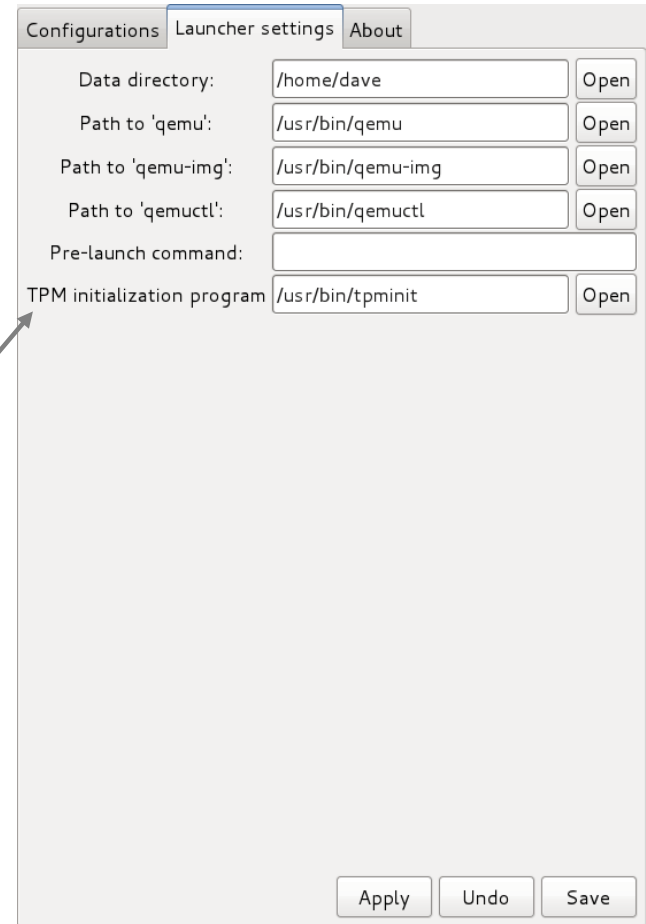 Configurations Launcher settings About
Data directory: /home/dave Open
Path to 'qemu': /usr/bin/qemu Open
Path to 'qemu-img': /usr/bin/qemu-img Open
Path to 'qemuctl': /usr/bin/qemuctl Open
Pre-launch command:
TPM initialization program /usr/bin/tpminit Open
Apply Undo Save